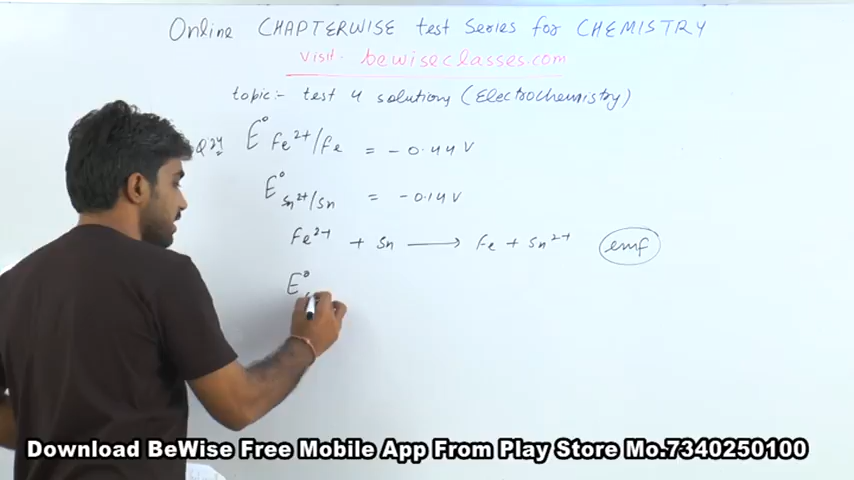 Online CHAPTERWISE test Series for CHEMISTRY
visit- bewiseclasses.com
topic:- test 4 solutions (Electrochemistry)
Q24 E° Fe²⁺/Fe = -0.44 V
E° Sn²⁺/Sn = -0.14 V
Fe²⁺ + Sn ⟶ Fe + Sn²⁺ emf
E°
Download BeWise Free Mobile App From Play Store Mo.7340250100